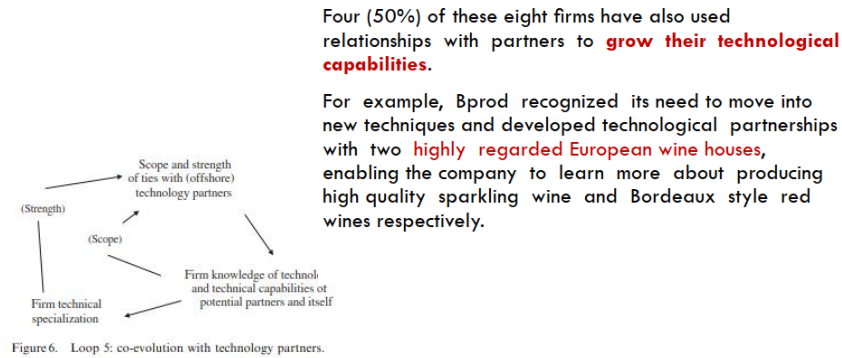 Four (50%) of these eight firms have also used
relationships with partners to grow their technological
capabilities.
For example, Bprod recognized its need to move into
new techniques and developed technological partnerships
with two highly regarded European wine houses,
enabling the company to learn more about producing
high quality sparkling wine and Bordeaux style red
wines respectively.
Scope and strength
of ties with (offshore)
technology partners
(Strength)
(Scope)
Firm knowledge of
and technical capabilities of
potential partners and itself
Firm technical
specialization
Figure 6. Loop 5: co-evolution with technology partners.